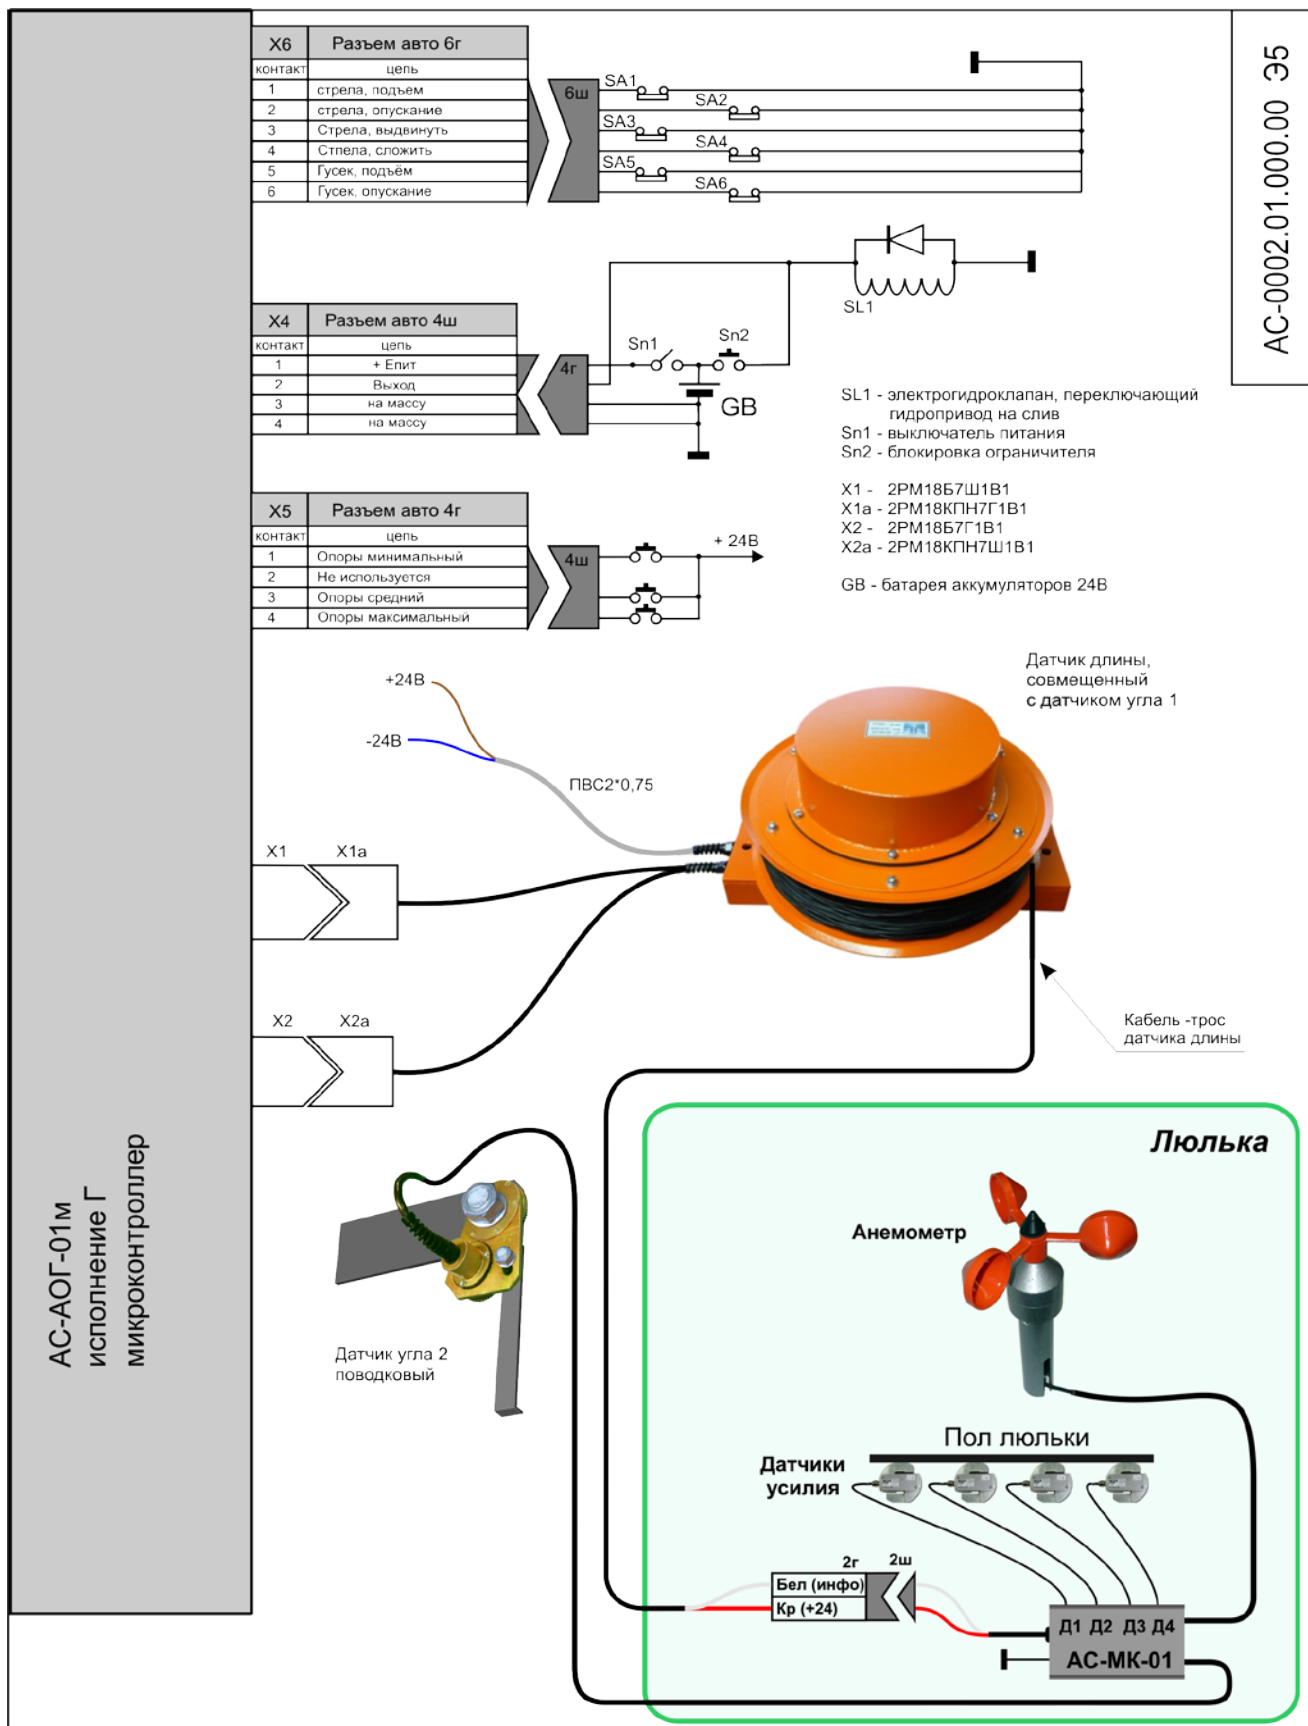 X6 Разъем авто 6г
контакт цепь
1 стрела, подъем
2 стрела, опускание
3 Стрела, выдвинуть
4 Стпела, сложить
5 Гусек, подъём
6 Гусек, опускание
6ш
SA1
SA2
SA3
SA4
SA5
SA6
АС-0002.01.000.00 Э5
SL1
X4 Разъем авто 4ш
контакт цепь
1 + Епит
2 Выход
3 на массу
4 на массу
4г
Sn1
Sn2
GB
SL1 - электрогидроклапан, переключающий
гидропривод на слив
Sn1 - выключатель питания
Sn2 - блокировка ограничителя
X1 - 2РМ18Б7Ш1В1
X1а - 2РМ18КПН7Г1В1
X2 - 2РМ18Б7Г1В1
X2а - 2РМ18КПН7Ш1В1
GB - батарея аккумуляторов 24В
X5 Разъем авто 4г
контакт цепь
1 Опоры минимальный
2 Не используется
3 Опоры средний
4 Опоры максимальный
4ш
+ 24В
Датчик длины,
совмещенный
с датчиком угла 1
+24В
-24В
ПВС2*0,75
X1 X1а
X2 X2а
Кабель -трос
датчика длины
АС-АОГ-01м
исполнение Г
микроконтроллер
Люлька
Анемометр
Датчик угла 2
поводковый
Пол люльки
Датчики
усилия
2г 2ш
Бел (инфо)
Кр (+24)
Д1 Д2 Д3 Д4
АС-МК-01